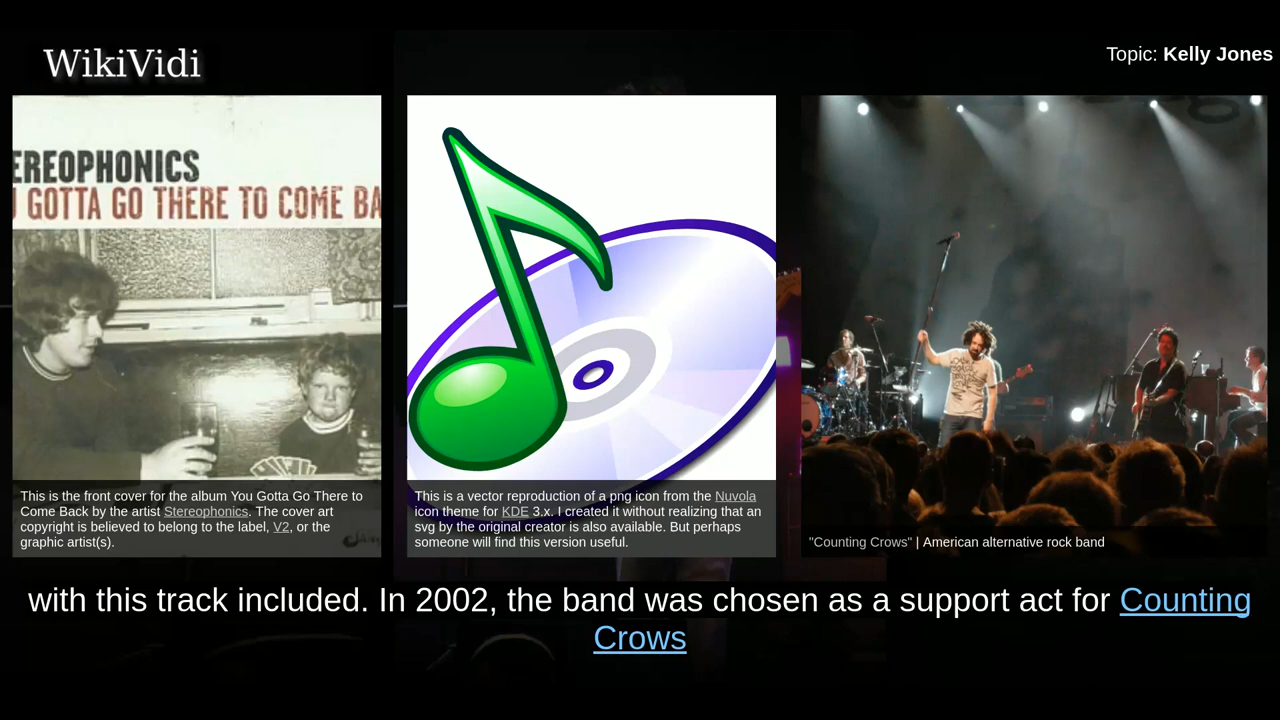 WikiVidi
Topic: Kelly Jones
EREOPHONICS
U GOTTA GO THERE TO COME BA
This is the front cover for the album You Gotta Go There to
Come Back by the artist Stereophonics. The cover art
copyright is believed to belong to the label, V2, or the
graphic artist(s).
This is a vector reproduction of a png icon from the Nuvola
icon theme for KDE 3.x. I created it without realizing that an
svg by the original creator is also available. But perhaps
someone will find this version useful.
"Counting Crows" | American alternative rock band
with this track included. In 2002, the band was chosen as a support act for Counting
Crows